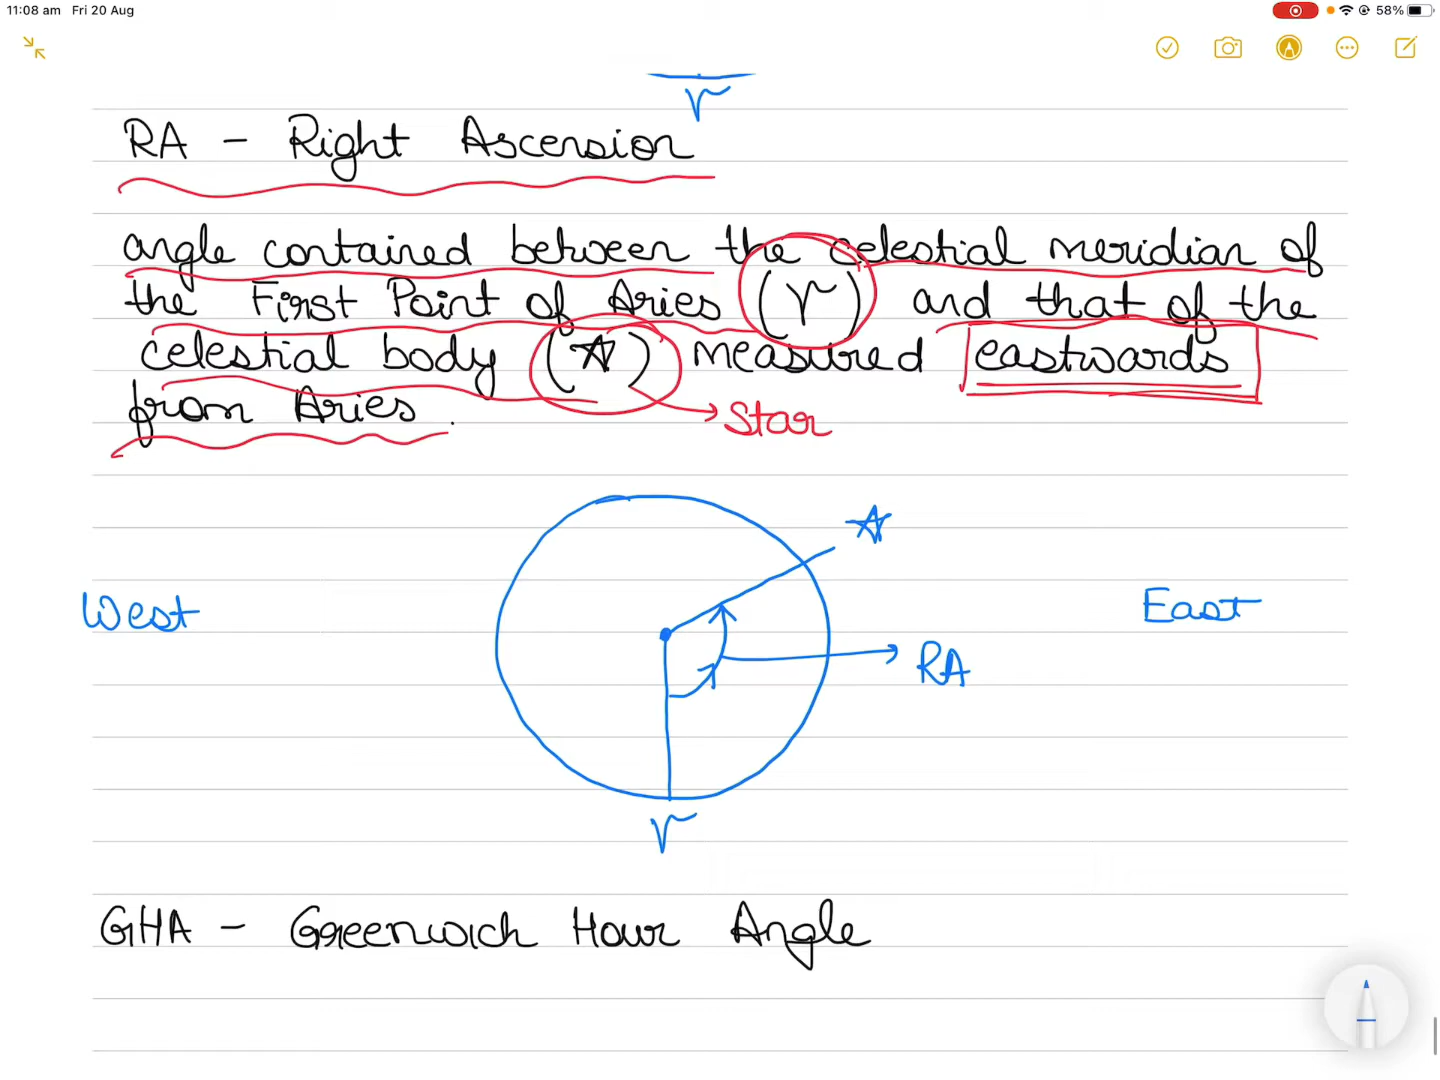 11:08 am Fri 20 Aug 58%
♈
RA - Right Ascension
angle contained between the celestial meridian of
the First Point of Aries (♈) and that of the
celestial body (☆) measured eastwards
from Aries.
→ Star
☆
West
East
RA
♈
GHA - Greenwich Hour Angle